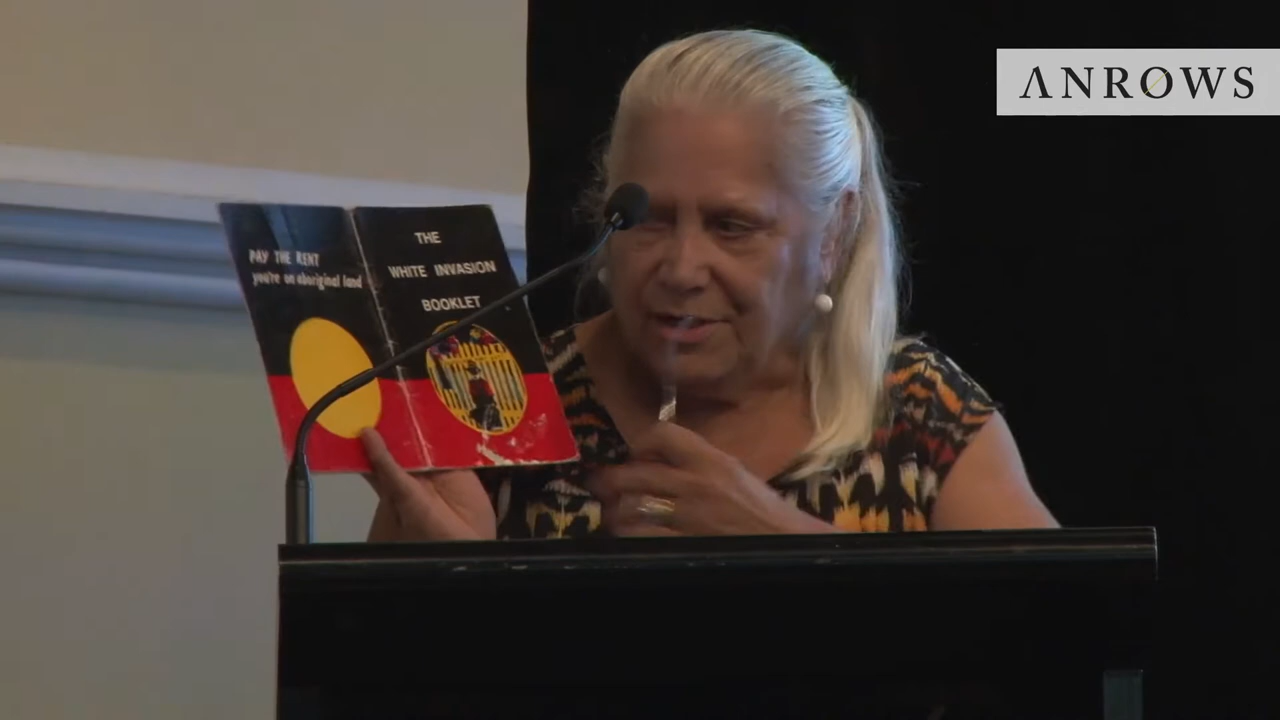 ANROWS
PAY THE RENT
you're on aboriginal land
THE
WHITE INVASION
BOOKLET